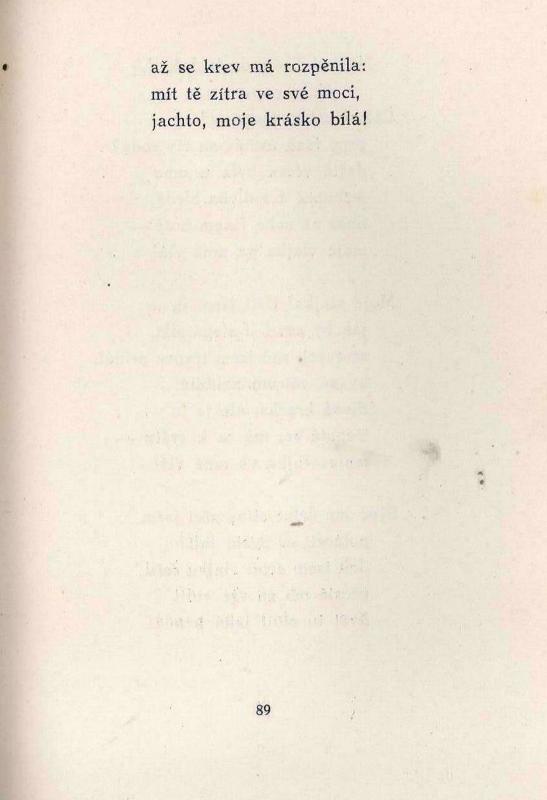 až se krev má rozpěnila:
mít tě zítra ve své moci,
jachto, moje krásko bílá!
89